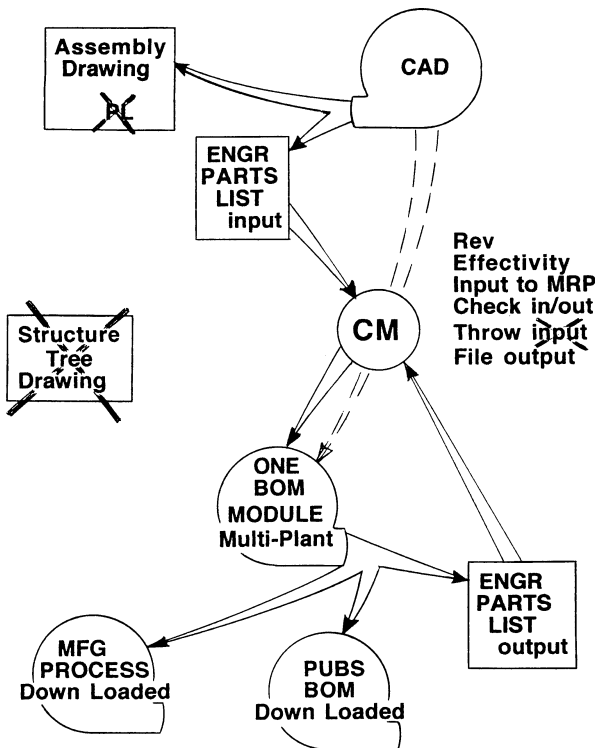 Assembly
Drawing
PL
CAD
ENGR
PARTS
LIST
input
Rev
Effectivity
Input to MRP
Check in/out
Throw input
File output
CM
Structure
Tree
Drawing
ONE
BOM
MODULE
Multi-Plant
ENGR
PARTS
LIST
output
MFG
PROCESS
Down Loaded
PUBS
BOM
Down Loaded